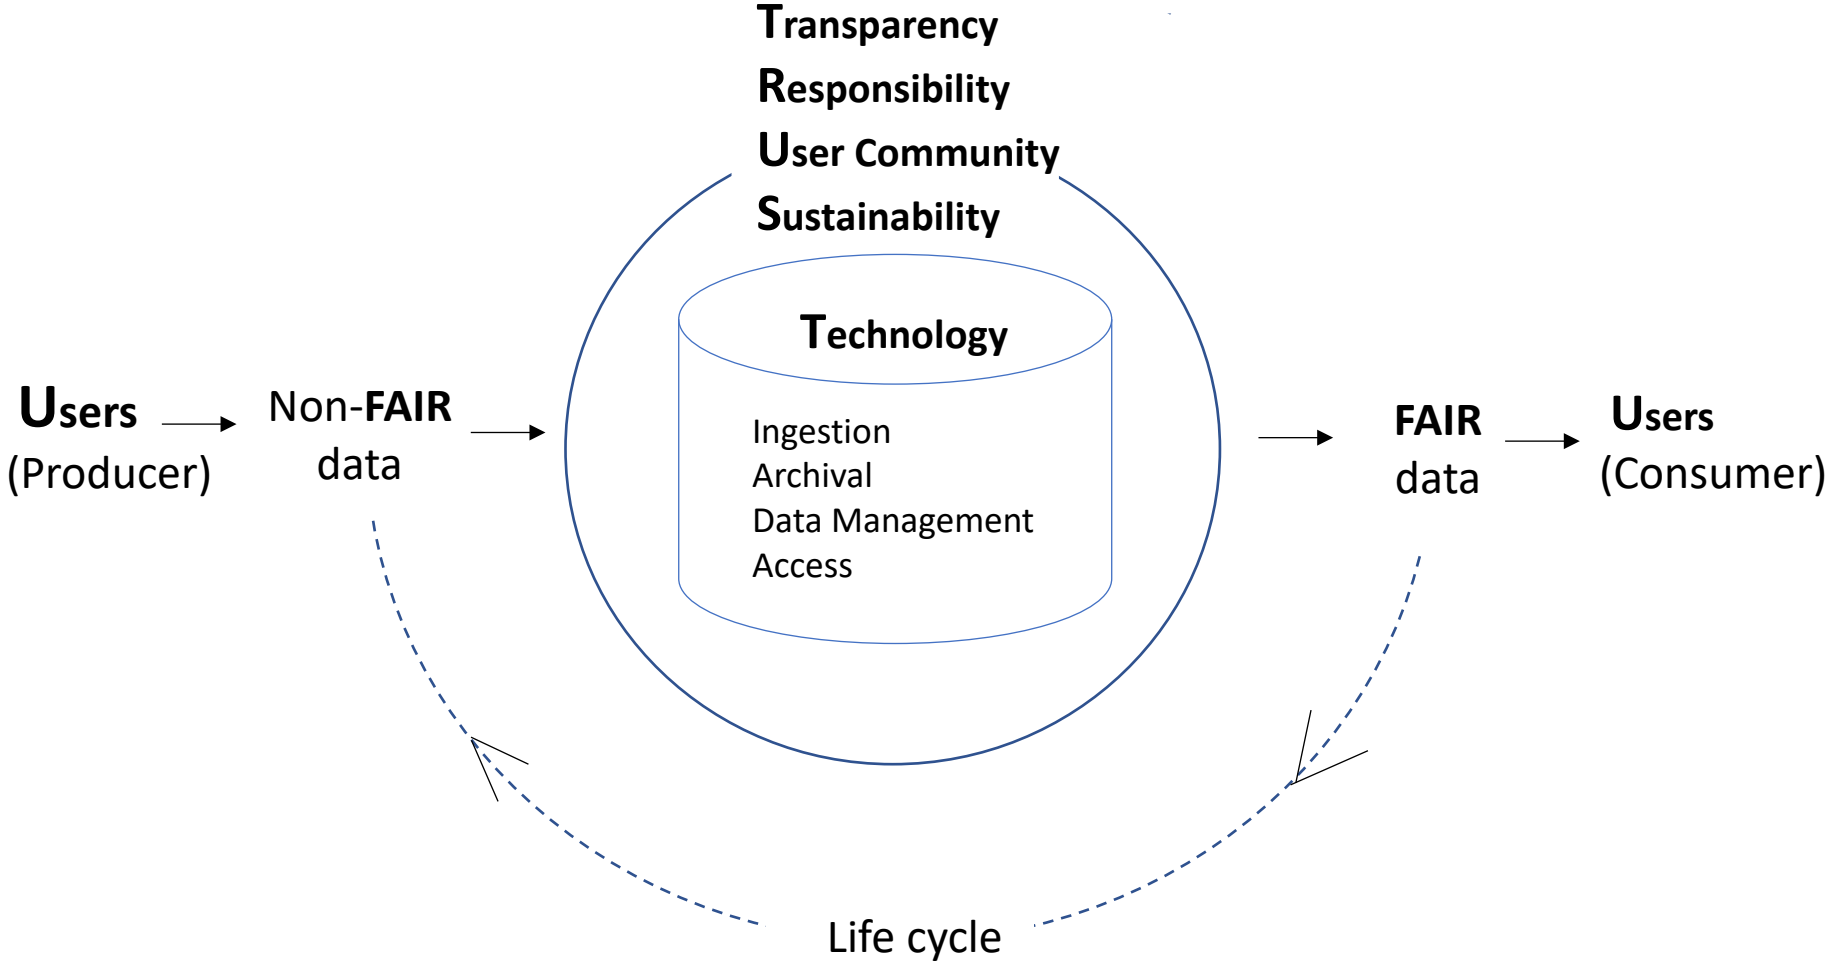 Transparency
Responsibility
User Community
Sustainability
Technology
Ingestion
Archival
Data Management
Access
Users
(Producer)
Non-FAIR
data
FAIR
data
Users
(Consumer)
Life cycle